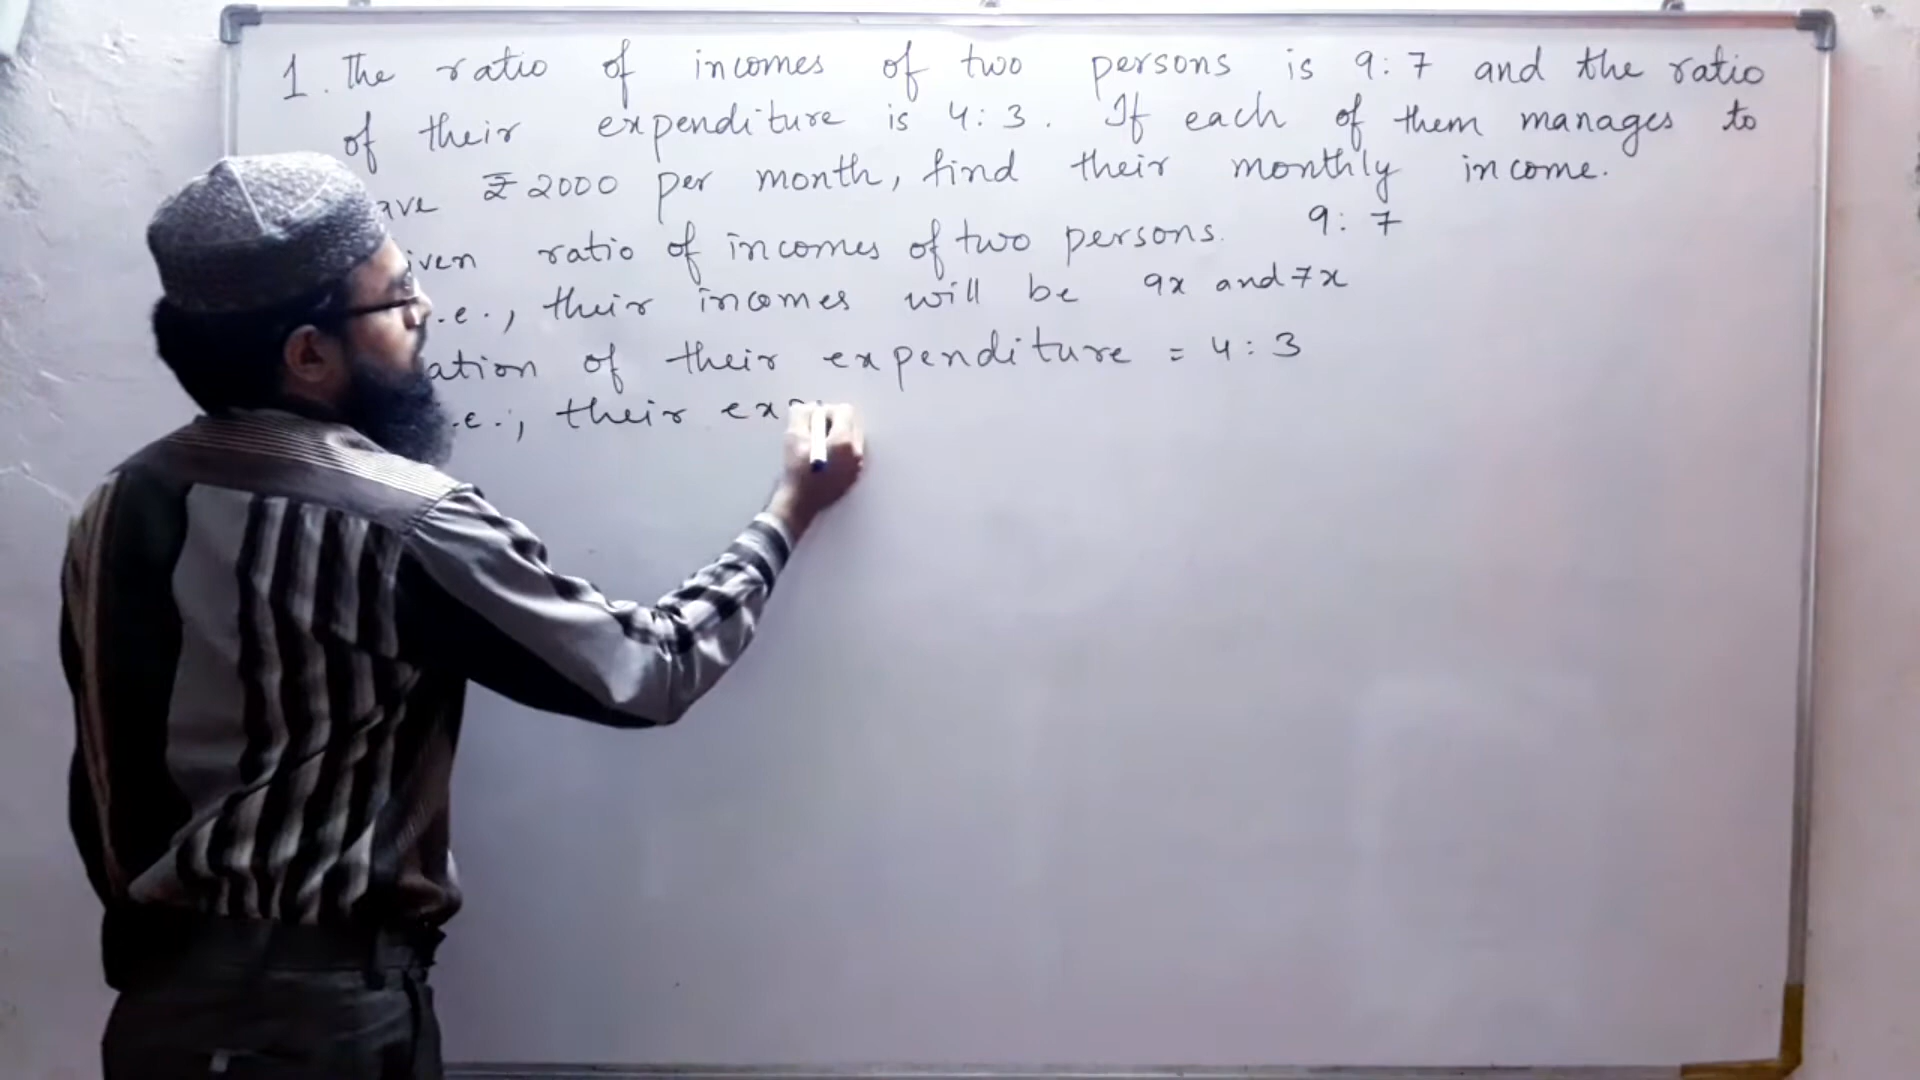 1. The ratio of incomes of two persons is 9:7 and the ratio
of their expenditure is 4:3. If each of them manages to
ave ₹ 2000 per month, find their monthly income.
iven ratio of incomes of two persons. 9:7
.e., their incomes will be 9x and 7x
ation of their expenditure = 4:3
.e., their exp